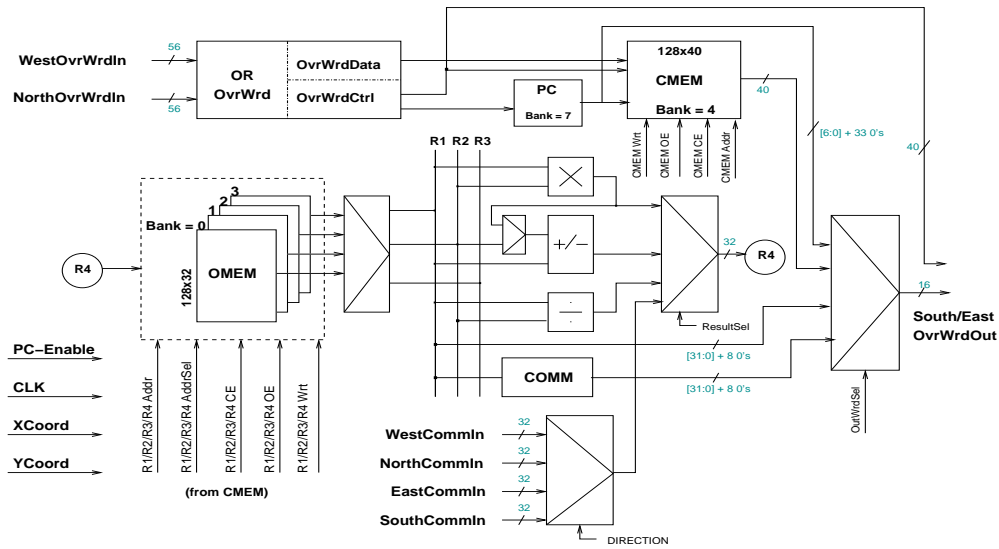 WestOvrWrdIn
56
NorthOvrWrdIn
56
OR
OvrWrd
OvrWrdData
OvrWrdCtrl
PC
Bank = 7
128x40
CMEM
Bank = 4
40
CMEM Wrt
CMEM OE
CMEM CE
CMEM Addr
[6:0] + 33 0's
40
R1 R2 R3
Bank = 0
1
2
3
OMEM
128x32
R4
+/−
32
R4
ResultSel
[31:0] + 8 0's
COMM
[31:0] + 8 0's
16
South/East
OvrWrdOut
OutWrdSel
PC−Enable
CLK
XCoord
YCoord
R1/R2/R3/R4 Addr
R1/R2/R3/R4 AddrSel
R1/R2/R3/R4 CE
R1/R2/R3/R4 OE
R1/R2/R3/R4 Wrt
(from CMEM)
WestCommIn
32
NorthCommIn
32
EastCommIn
32
SouthCommIn
32
DIRECTION